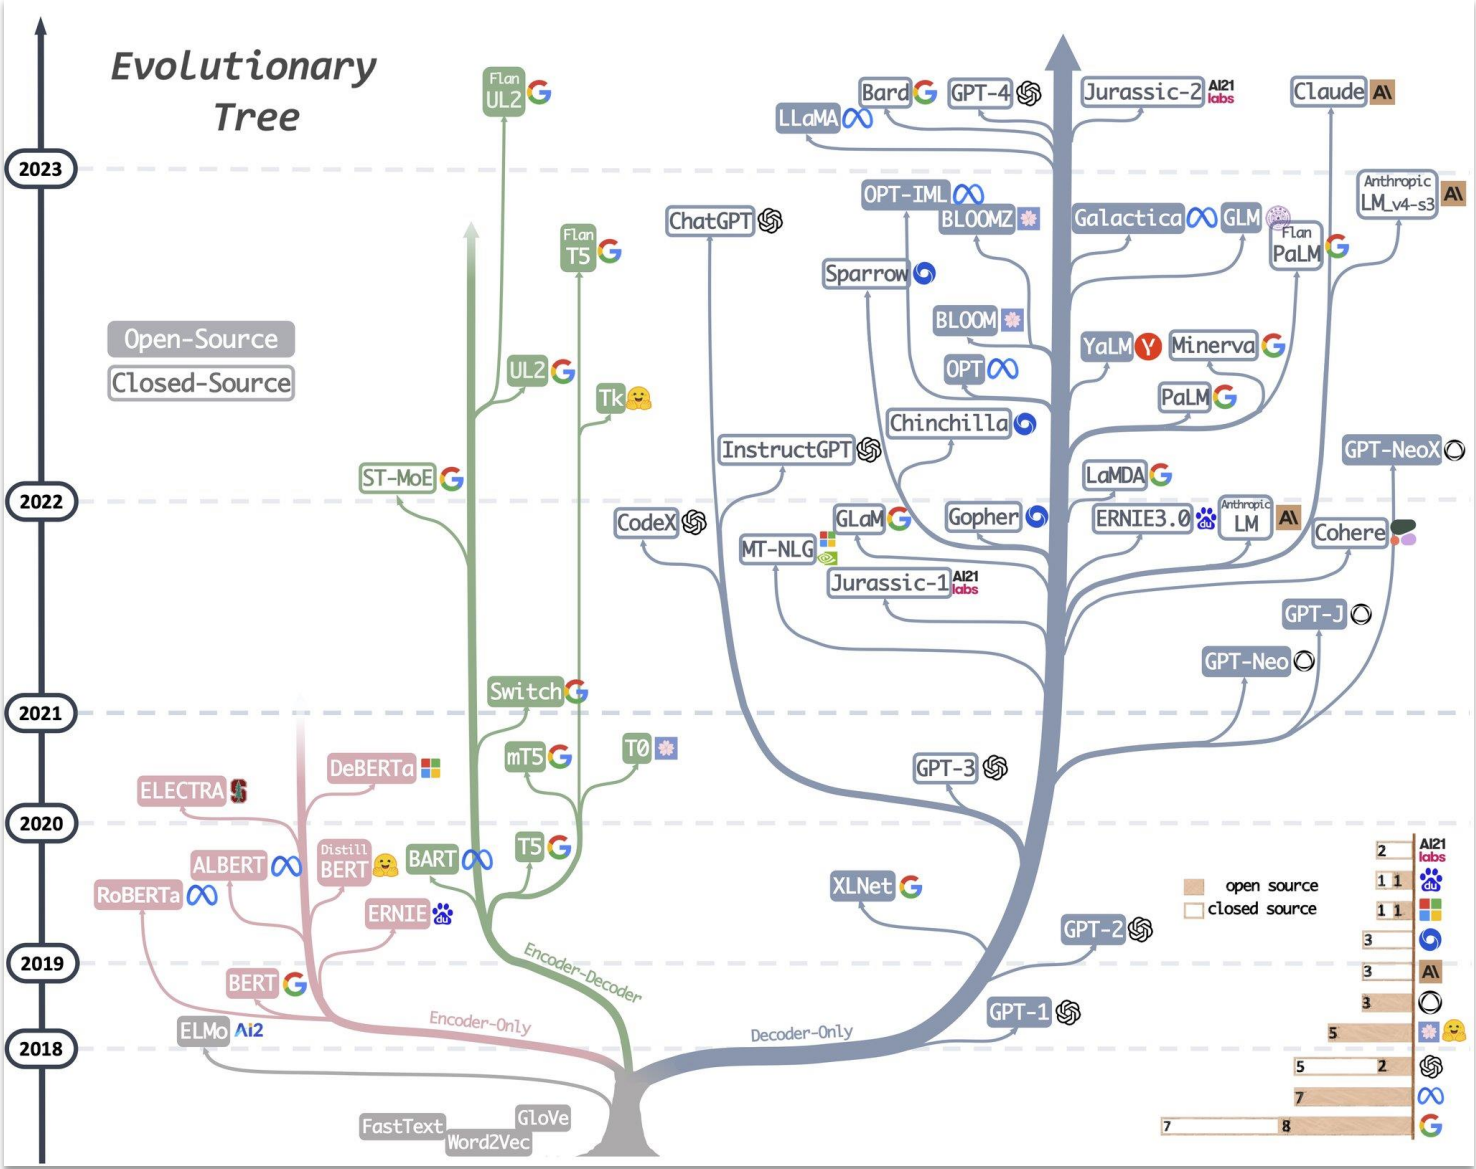 Evolutionary
Tree
2023
2022
2021
2020
2019
2018
Open-Source
Closed-Source
Flan
UL2
Flan
T5
UL2
Tk
ST-MoE
Switch
mT5
T0
T5
BART
DeBERTa
ELECTRA
ALBERT
Distill
BERT
RoBERTa
ERNIE
BERT
ELMo Ai2
Encoder-Only
Encoder-Decoder
Decoder-Only
FastText
GloVe
Word2Vec
Bard
GPT-4
Jurassic-2 AI21
labs
Claude A\
LLaMA
Anthropic
LM_v4-s3 A\
OPT-IML
ChatGPT
BLOOMZ
Galactica
GLM
Flan
PaLM
Sparrow
BLOOM
YaLM Y
Minerva
OPT
PaLM
Chinchilla
InstructGPT
GPT-NeoX
LaMDA
CodeX
GLaM
Gopher
ERNIE3.0 du
Anthropic
LM A\
Cohere
MT-NLG
Jurassic-1 AI21
labs
GPT-J
GPT-Neo
GPT-3
XLNet
GPT-2
GPT-1
du
open source
closed source
2 AI21
labs
1 1 du
1 1
3
3 A\
3
5
5 2
7
7 8